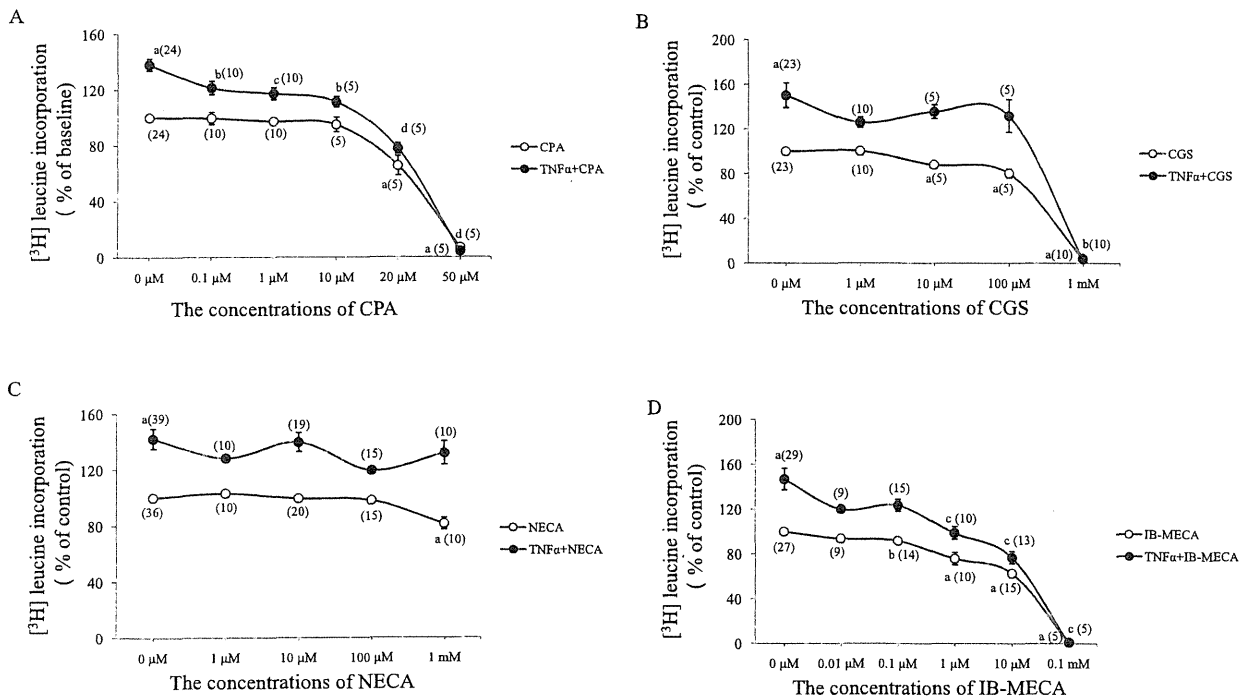 A
[³H] leucine incorporation
( % of baseline)
160
120
80
40
0
a(24)
b(10)
c (10)
b (5)
d (5)
(24)
(10)
(10)
(5)
a(5)
d (5)
a (5)
0 µM
0.1 µM
1 µM
10 µM
20 µM
50 µM
The concentrations of CPA
CPA
TNFα+CPA
B
[³H] leucine incorporation
( % of control)
200
160
120
80
40
0
a(23)
(10)
(5)
(5)
(23)
(10)
a(5)
a(5)
b(10)
a(10)
0 µM
1 µM
10 µM
100 µM
1 mM
The concentrations of CGS
CGS
TNFα+CGS
C
[³H] leucine incorporation
( % of control)
160
120
80
40
0
a(39)
(10)
(19)
(15)
(10)
(36)
(10)
(20)
(15)
a (10)
0 µM
1 µM
10 µM
100 µM
1 mM
The concentrations of NECA
NECA
TNFα+NECA
D
[³H] leucine incorporation
( % of control)
200
160
120
80
40
0
a(29)
(9)
(15)
c (10)
c (13)
(27)
(9)
b (14)
a (10)
a (15)
a (5)
c (5)
0 µM
0.01 µM
0.1 µM
1 µM
10 µM
0.1 mM
The concentrations of IB-MECA
IB-MECA
TNFα+IB-MECA